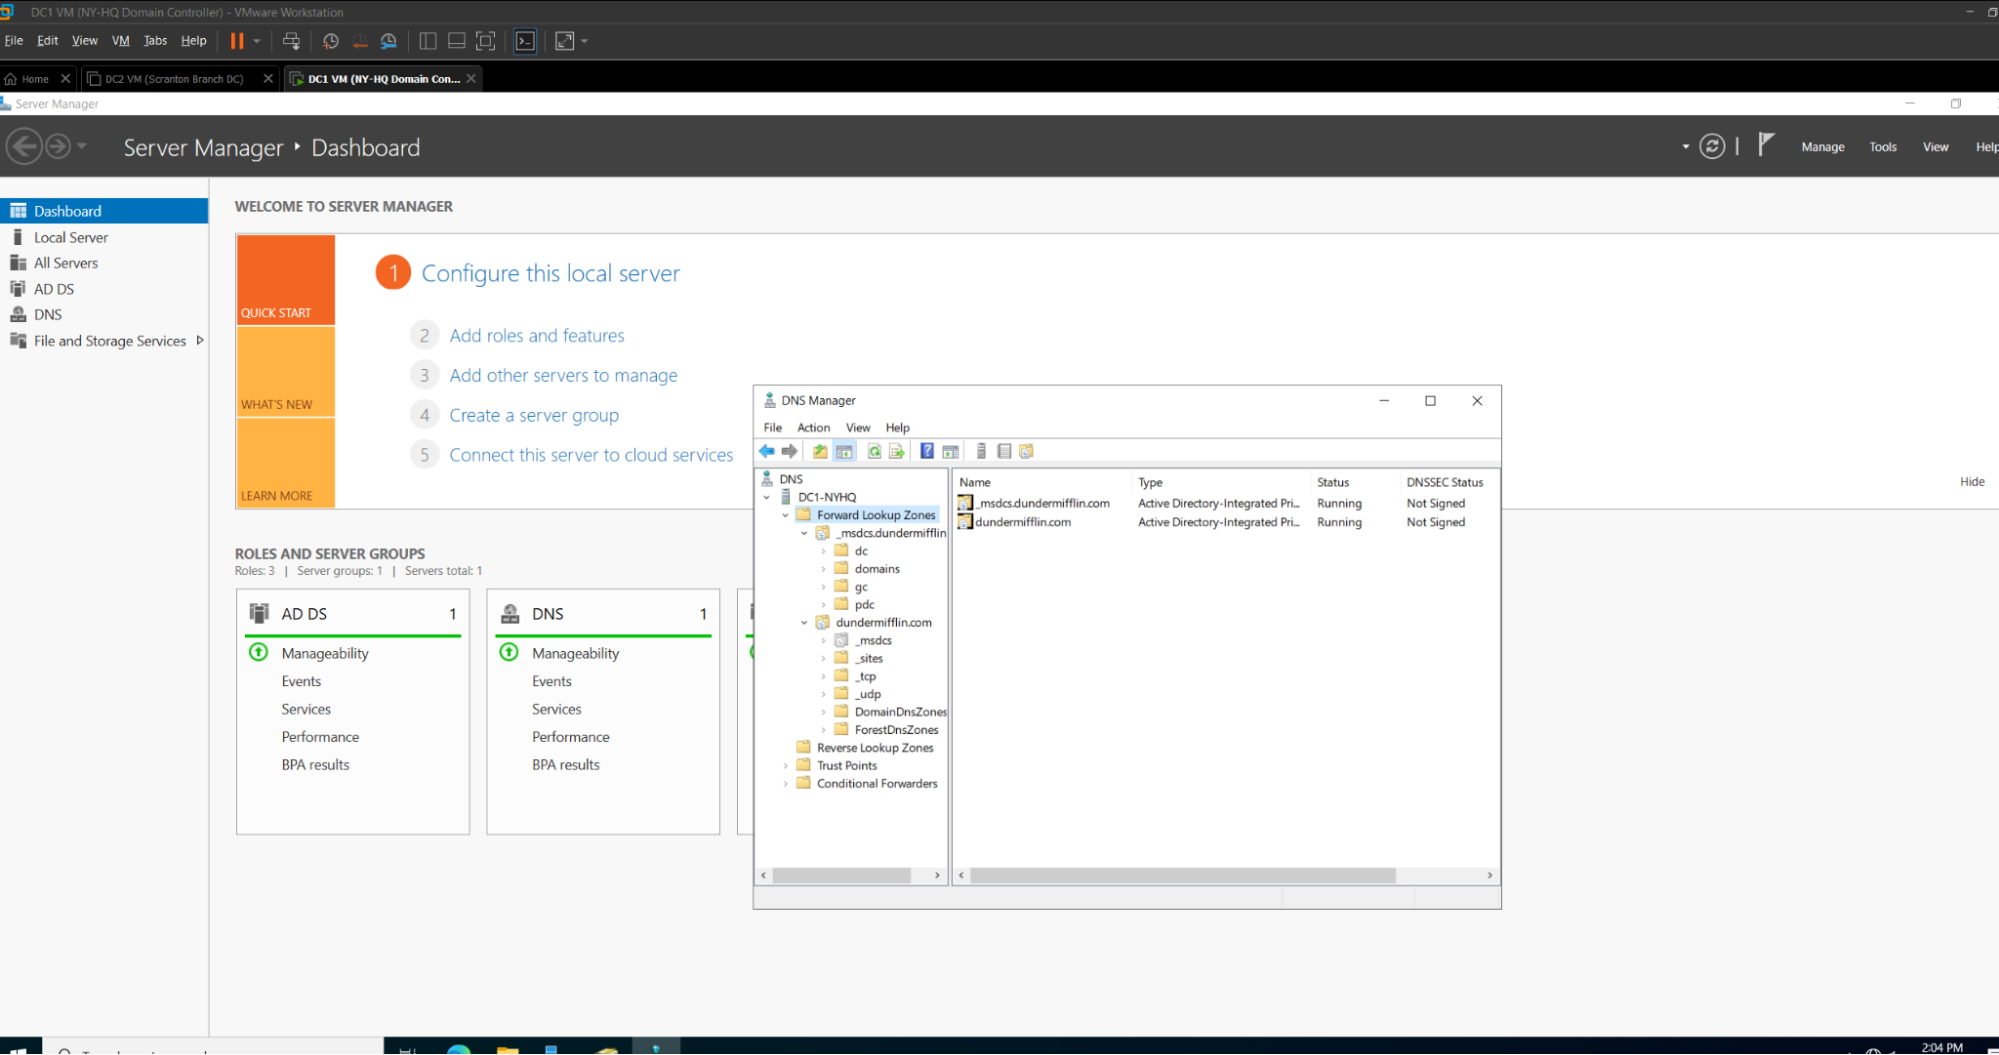 DC1 VM (NY-HQ Domain Controller) - VMware Workstation
File Edit View VM Tabs Help
Home DC2 VM (Scranton Branch DC) DC1 VM (NY-HQ Domain Con...
Server Manager
Server Manager Dashboard
Manage Tools View Help
Dashboard
Local Server
All Servers
AD DS
DNS
File and Storage Services
WELCOME TO SERVER MANAGER
QUICK START
WHAT'S NEW
LEARN MORE
1 Configure this local server
2 Add roles and features
3 Add other servers to manage
4 Create a server group
5 Connect this server to cloud services
Hide
ROLES AND SERVER GROUPS
Roles: 3 | Server groups: 1 | Servers total: 1
AD DS 1
Manageability
Events
Services
Performance
BPA results
DNS 1
Manageability
Events
Services
Performance
BPA results
DNS Manager
File Action View Help
DNS
DC1-NYHQ
Forward Lookup Zones
_msdcs.dundermifflin
dc
domains
gc
pdc
dundermifflin.com
_msdcs
_sites
_tcp
_udp
DomainDnsZones
ForestDnsZones
Reverse Lookup Zones
Trust Points
Conditional Forwarders
Name Type Status DNSSEC Status
_msdcs.dundermifflin.com Active Directory-Integrated Pri... Running Not Signed
dundermifflin.com Active Directory-Integrated Pri... Running Not Signed
2:04 PM